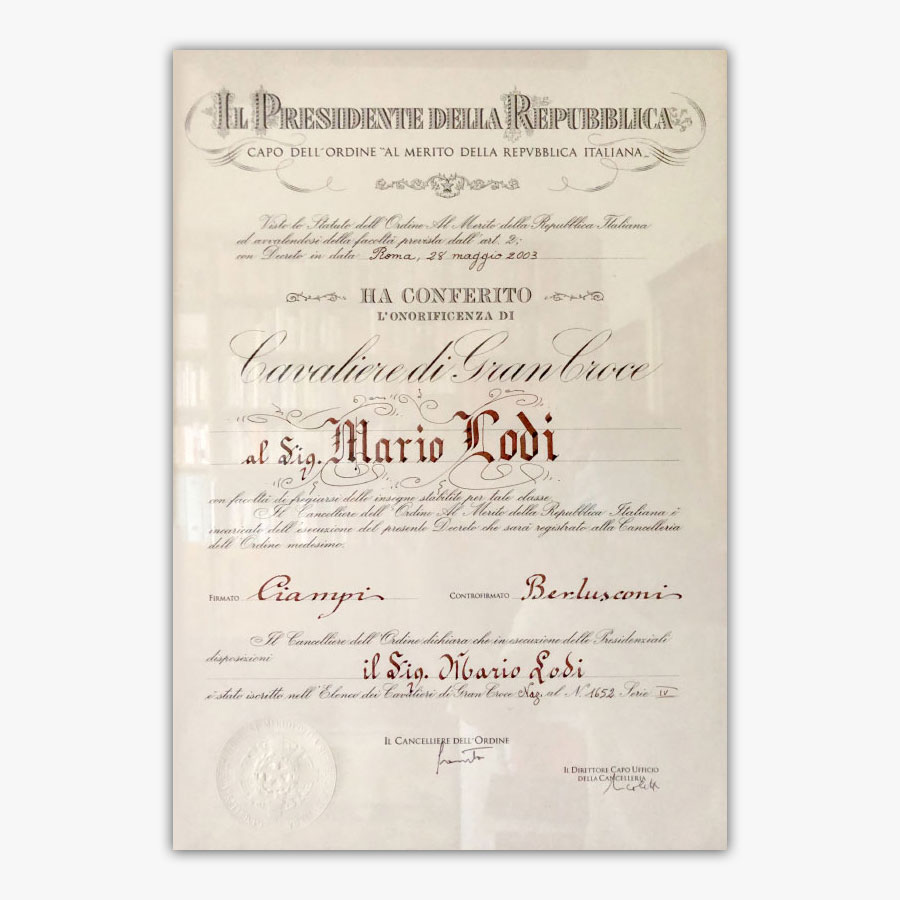 IL PRESIDENTE DELLA REPUBBLICA
CAPO DELL'ORDINE "AL MERITO DELLA REPVBBLICA ITALIANA„
Visto lo Statuto dell'Ordine Al Merito della Repubblica Italiana
ed avvalendosi della facoltà prevista dall'art. 2;
con Decreto in data Roma, 28 maggio 2003
HA CONFERITO
L'ONORIFICENZA DI
Cavaliere di Gran Croce
al Sig. Mario Lodi
con facoltà di fregiarsi delle insegne stabilite per tale classe.
Il Cancelliere dell'Ordine Al Merito della Repubblica Italiana è
incaricato dell'esecuzione del presente Decreto che sarà registrato alla Cancelleria
dell'Ordine medesimo.
FIRMATO Ciampi CONTROFIRMATO Berlusconi
Il Cancelliere dell'Ordine dichiara che in esecuzione delle Presidenziali
disposizioni
il Sig. Mario Lodi
è stato iscritto nell'Elenco dei Cavalieri di Gran Croce Naz. al N. 1652 Serie IV
IL CANCELLIERE DELL'ORDINE
IL DIRETTORE CAPO UFFICIO
DELLA CANCELLERIA